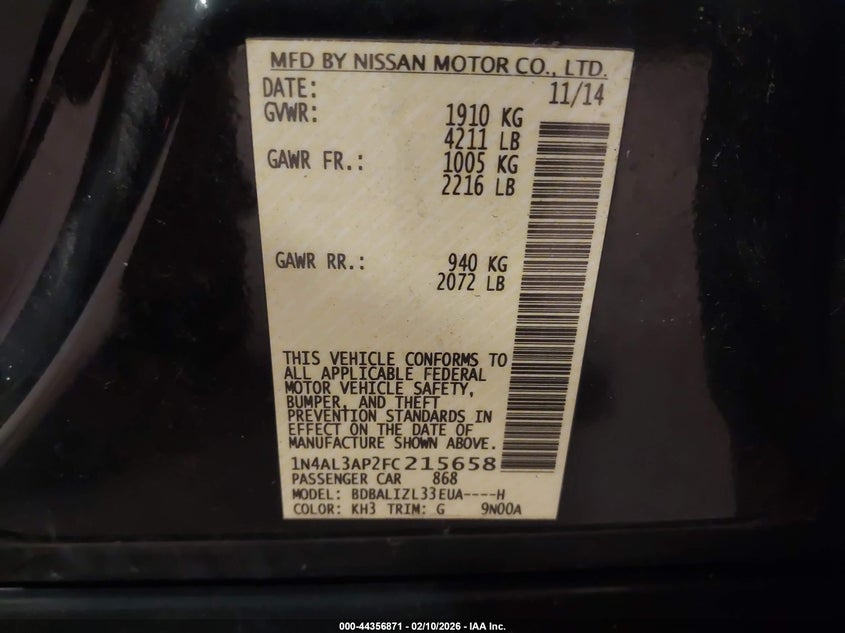 MFD BY NISSAN MOTOR CO., LTD.
DATE: 11/14
GVWR: 1910 KG
4211 LB
GAWR FR.: 1005 KG
2216 LB
GAWR RR.: 940 KG
2072 LB
THIS VEHICLE CONFORMS TO
ALL APPLICABLE FEDERAL
MOTOR VEHICLE SAFETY,
BUMPER, AND THEFT
PREVENTION STANDARDS IN
EFFECT ON THE DATE OF
MANUFACTURE SHOWN ABOVE.
1N4AL3AP2FC215658
PASSENGER CAR 868
MODEL: BDBALIZL33EUA----H
COLOR: KH3 TRIM: G 9N00A
000-44356871 - 02/10/2026 - IAA Inc.